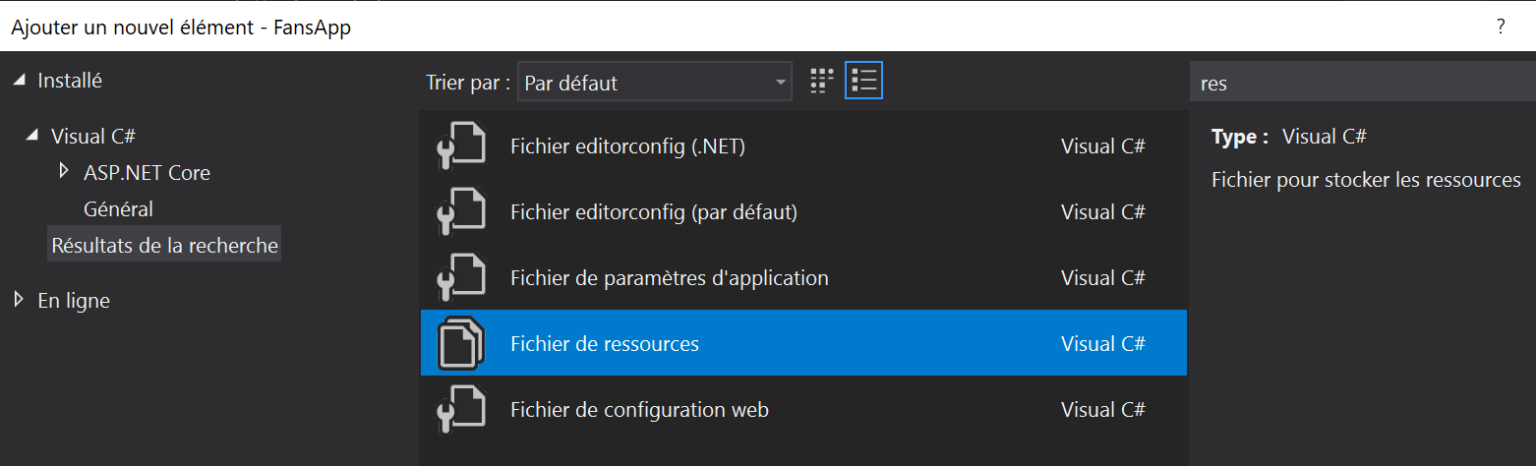 Ajouter un nouvel élément - FansApp
?
Installé
Visual C#
ASP.NET Core
Général
Résultats de la recherche
En ligne
Trier par : Par défaut
Fichier editorconfig (.NET) Visual C#
Fichier editorconfig (par défaut) Visual C#
Fichier de paramètres d'application Visual C#
Fichier de ressources Visual C#
Fichier de configuration web Visual C#
res
Type : Visual C#
Fichier pour stocker les ressources